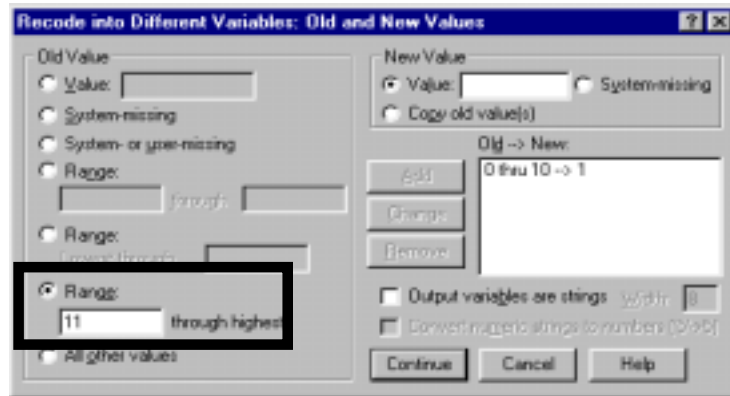 Recode into Different Variables: Old and New Values
Old Value
Value:
System-missing
System- or user-missing
Range:
through
Range:
Lowest through
Range:
11 through highest
All other values
New Value
Value: System-missing
Copy old value(s)
Old --> New:
0 thru 10 --> 1
Add
Change
Remove
Output variables are strings Width: 8
Convert numeric strings to numbers ('5'->5)
Continue Cancel Help